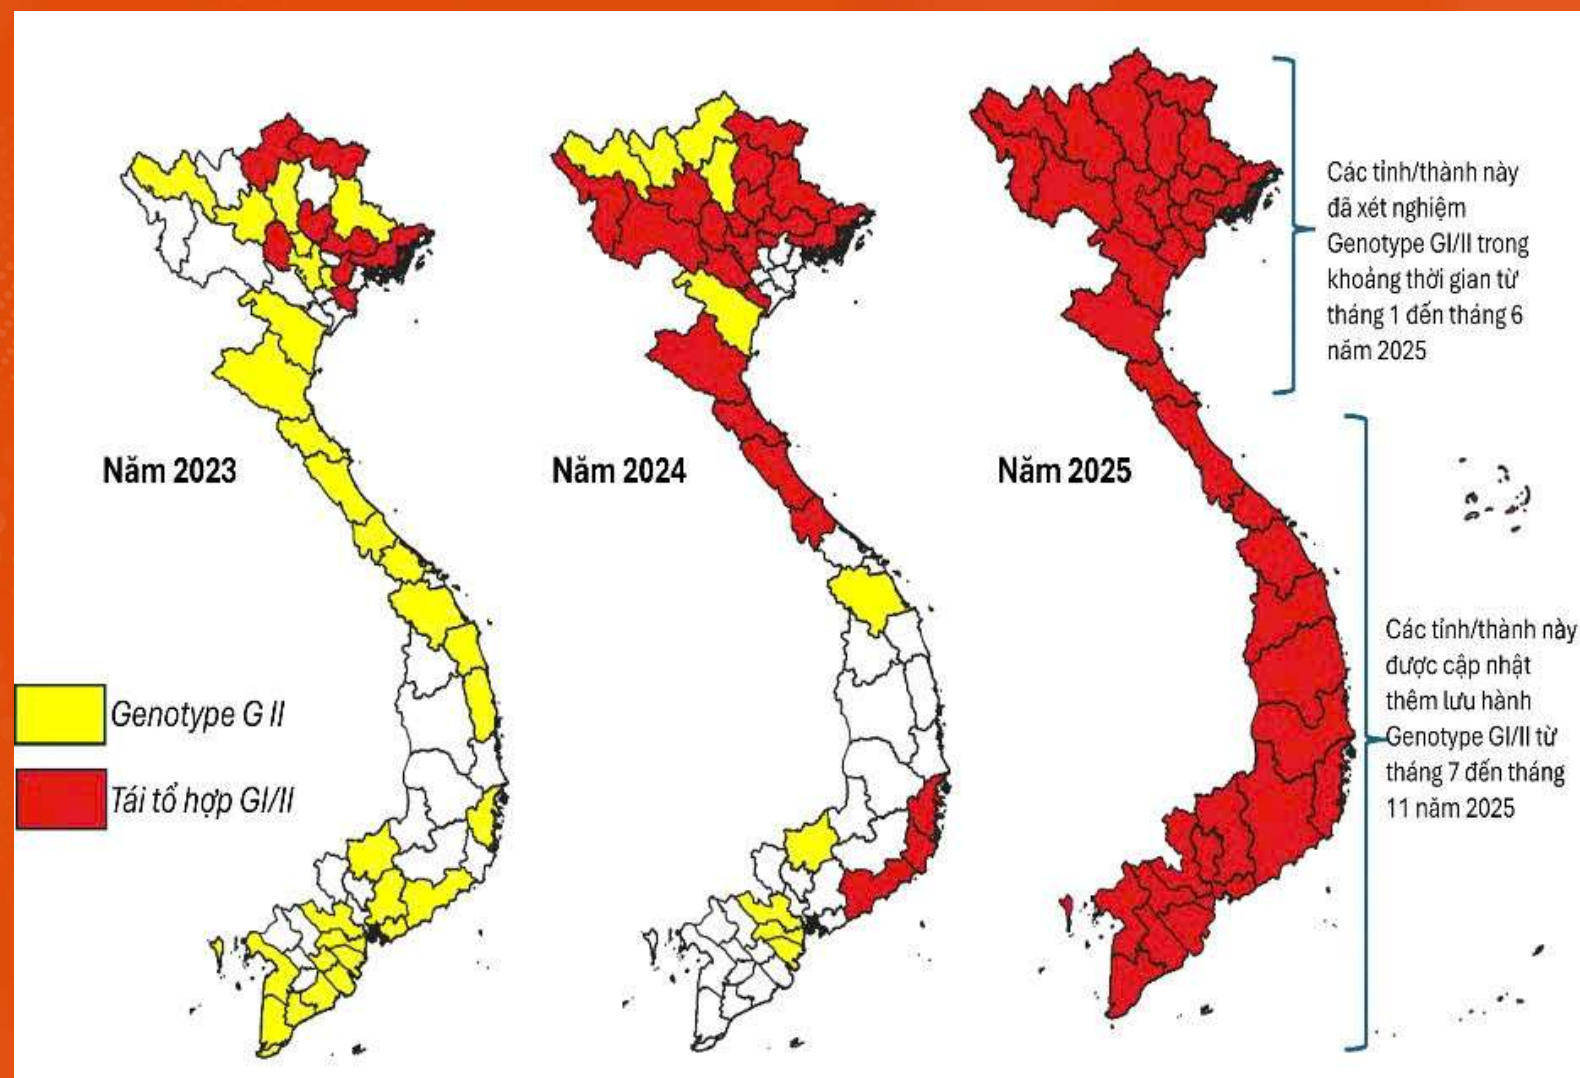 Năm 2023
Năm 2024
Năm 2025
Genotype G II
Tái tổ hợp GI/II
Các tỉnh/thành này
đã xét nghiệm
Genotype GI/II trong
khoảng thời gian từ
tháng 1 đến tháng 6
năm 2025
Các tỉnh/thành này
được cập nhật
thêm lưu hành
Genotype GI/II từ
tháng 7 đến tháng
11 năm 2025